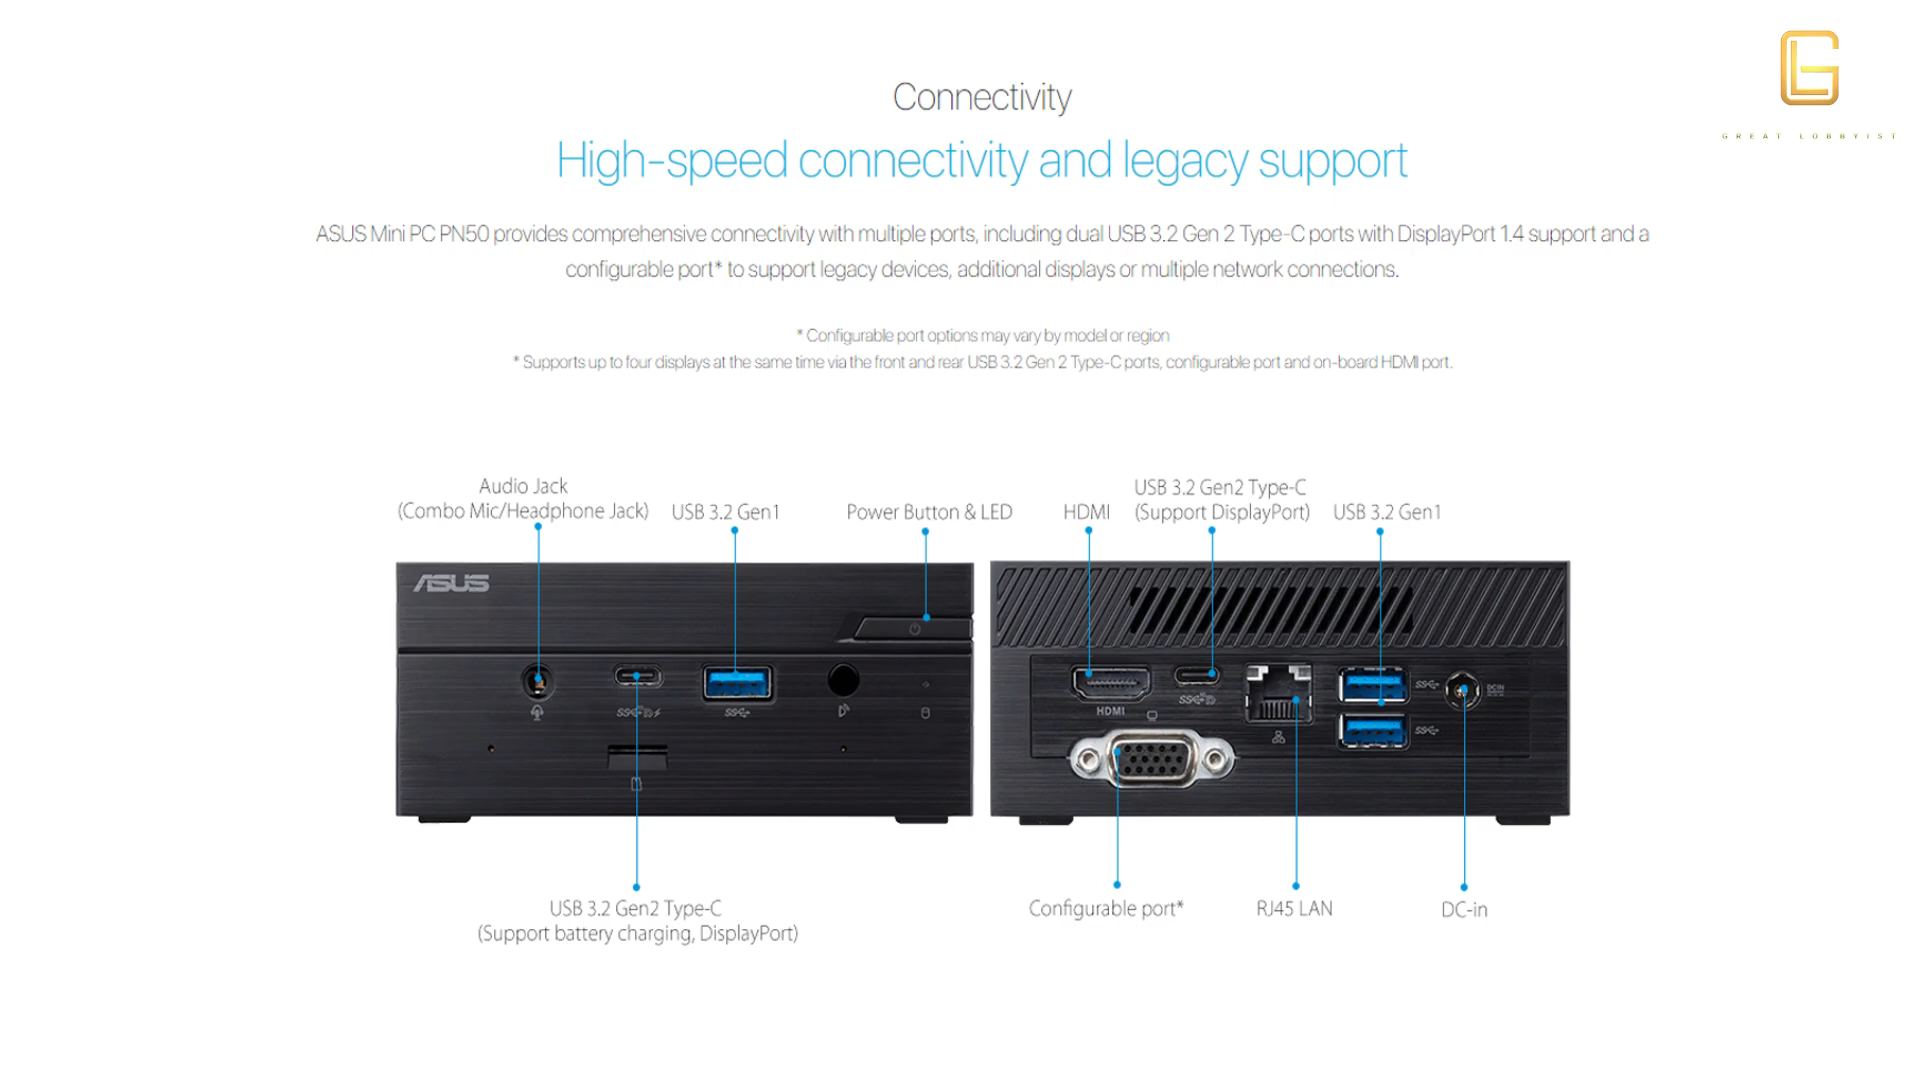 GREAT LOBBYIST
Connectivity
High-speed connectivity and legacy support
ASUS Mini PC PN50 provides comprehensive connectivity with multiple ports, including dual USB 3.2 Gen 2 Type-C ports with DisplayPort 1.4 support and a
configurable port* to support legacy devices, additional displays or multiple network connections.
* Configurable port options may vary by model or region
* Supports up to four displays at the same time via the front and rear USB 3.2 Gen 2 Type-C ports, configurable port and on-board HDMI port.
Audio Jack
(Combo Mic/Headphone Jack)
USB 3.2 Gen1
Power Button & LED
HDMI
USB 3.2 Gen2 Type-C
(Support DisplayPort)
USB 3.2 Gen1
ASUS
HDMI
DC IN
USB 3.2 Gen2 Type-C
(Support battery charging, DisplayPort)
Configurable port*
RJ45 LAN
DC-in